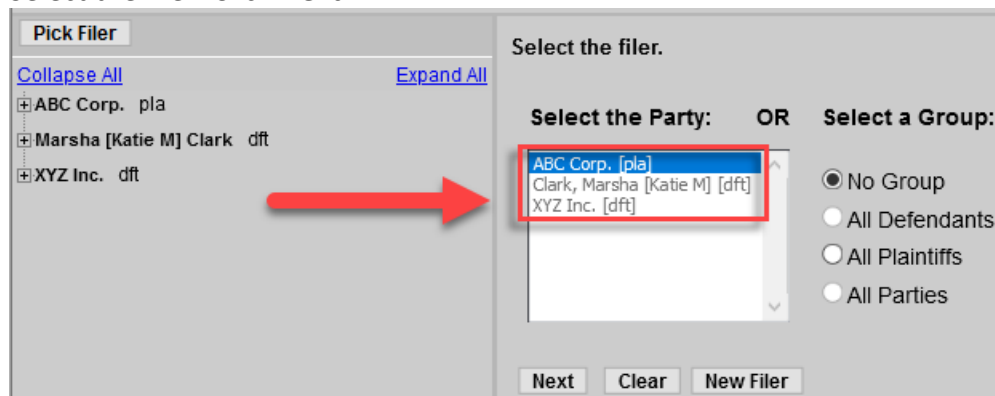 Pick Filer
Collapse All Expand All
ABC Corp. pla
Marsha [Katie M] Clark dft
XYZ Inc. dft
Select the filer.
Select the Party: OR Select a Group:
ABC Corp. [pla]
Clark, Marsha [Katie M] [dft]
XYZ Inc. [dft]
No Group
All Defendants
All Plaintiffs
All Parties
Next Clear New Filer